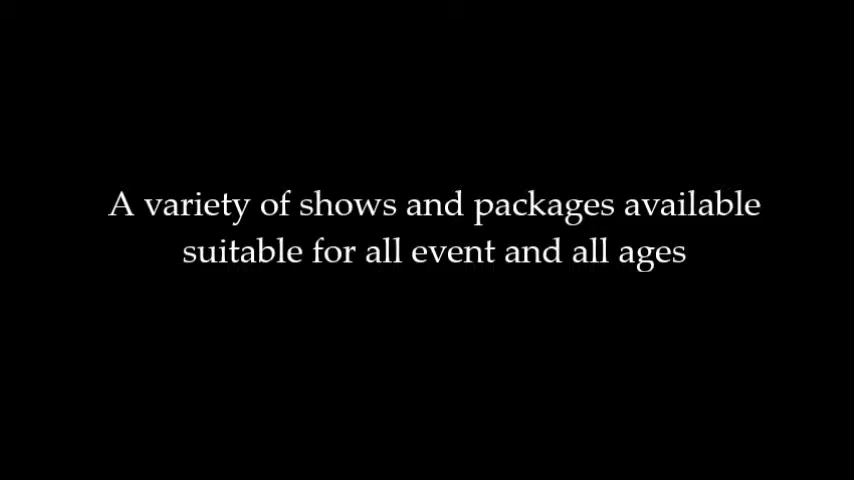 A variety of shows and packages available
suitable for all event and all ages